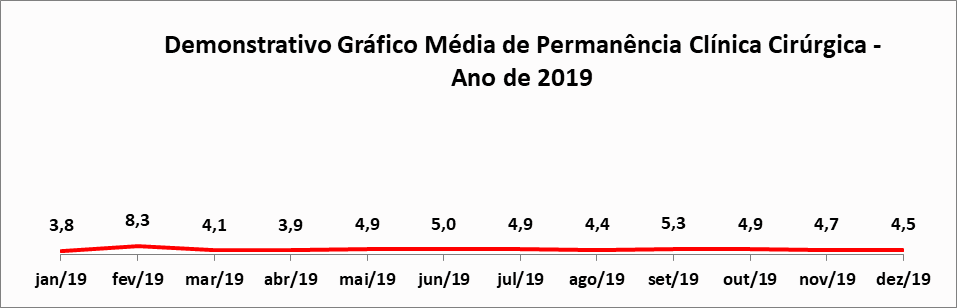 Demonstrativo Gráfico Média de Permanência Clínica Cirúrgica -
Ano de 2019
3,8 8,3 4,1 3,9 4,9 5,0 4,9 4,4 5,3 4,9 4,7 4,5
jan/19 fev/19 mar/19 abr/19 mai/19 jun/19 jul/19 ago/19 set/19 out/19 nov/19 dez/19